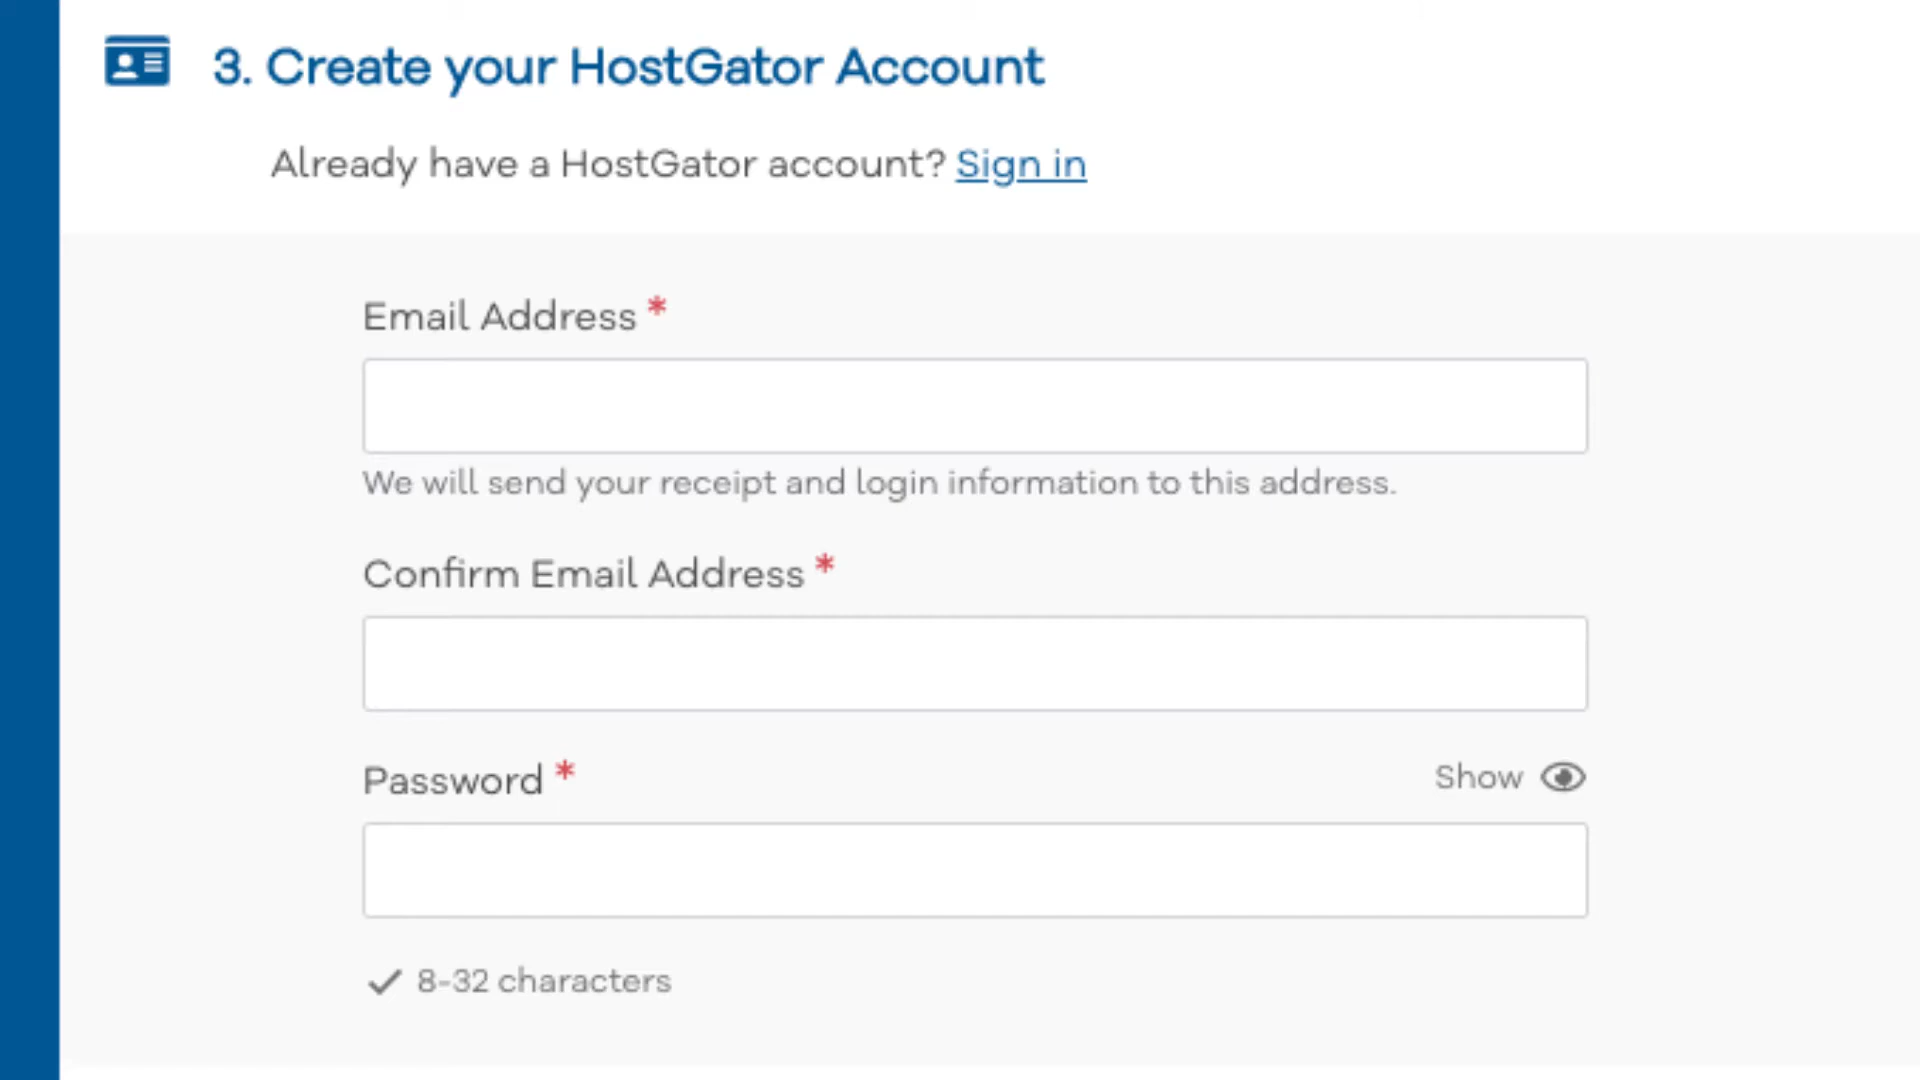 3. Create your HostGator Account
Already have a HostGator account? Sign in
Email Address *
We will send your receipt and login information to this address.
Confirm Email Address *
Password *
Show
8-32 characters